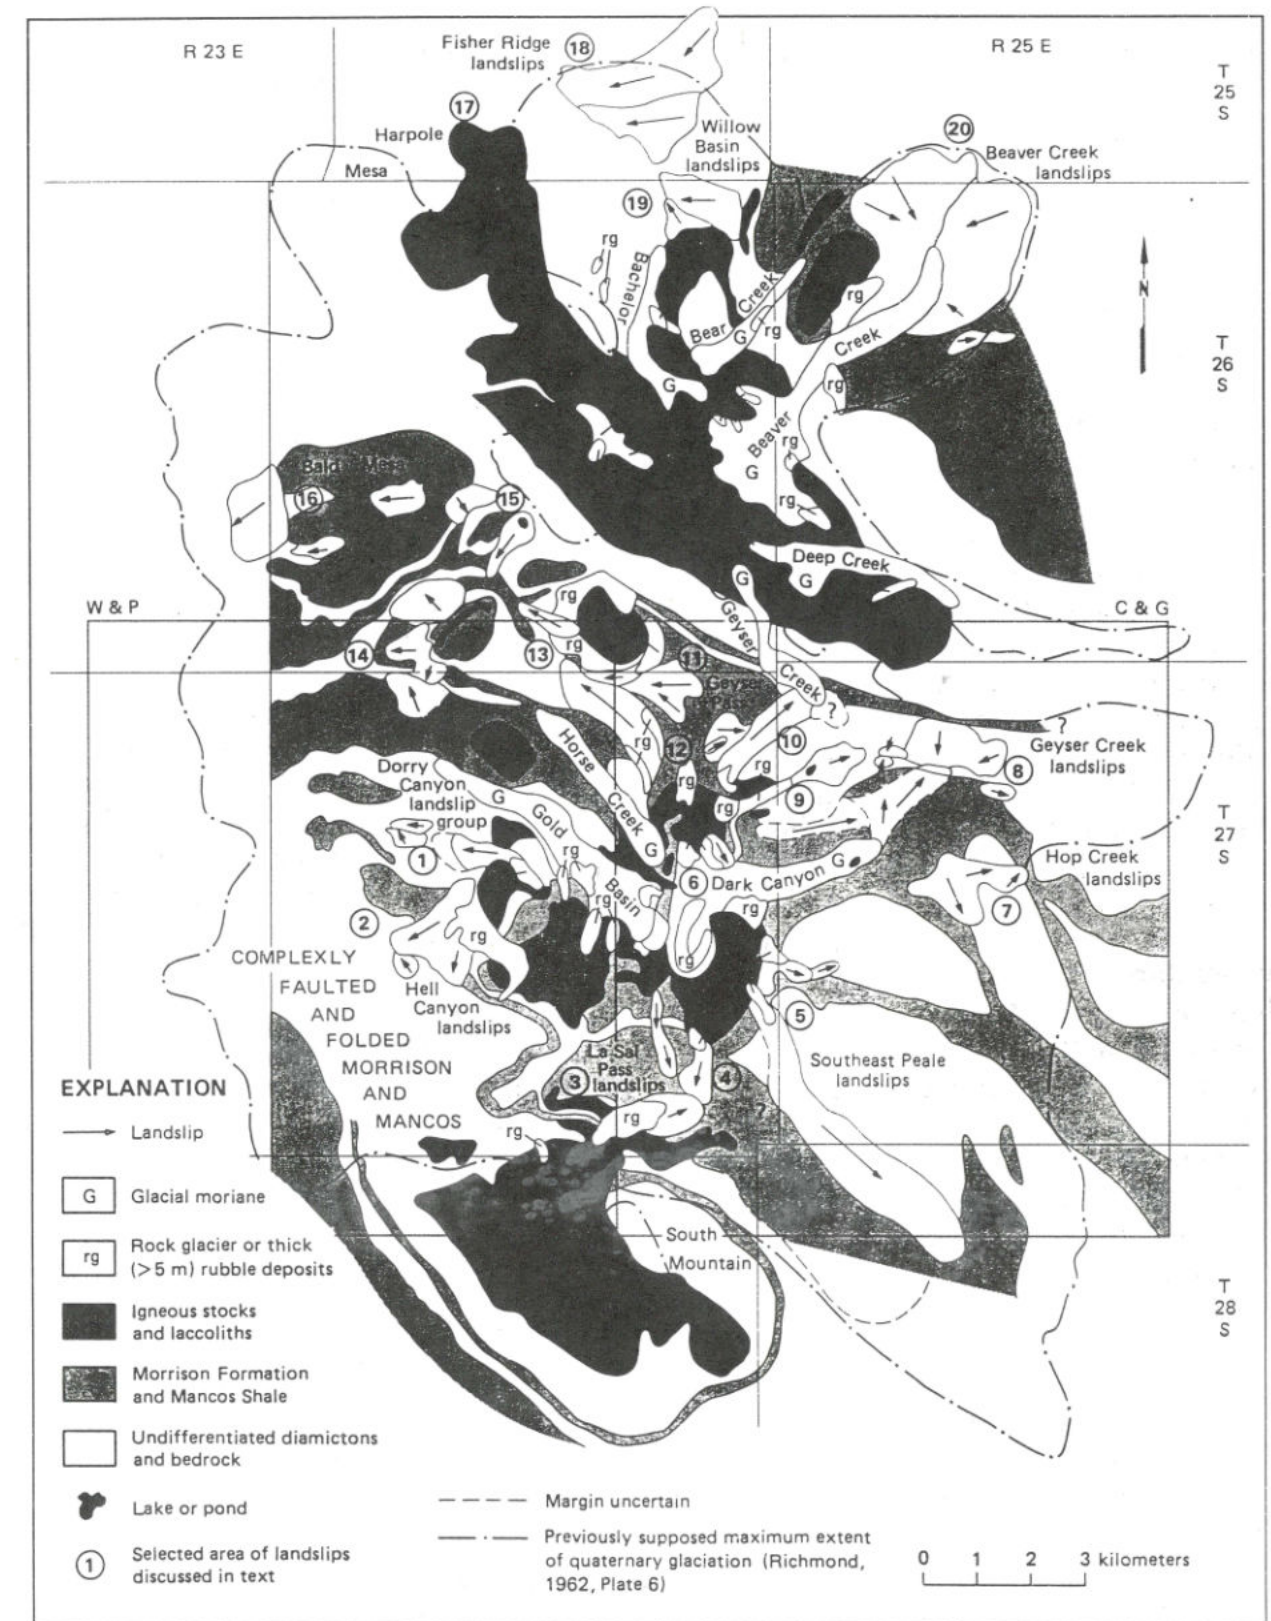 R 23 E
R 25 E
T
25
S
Fisher Ridge
landslips
18
17
Harpole
Mesa
Willow
Basin
landslips
20
Beaver Creek
landslips
19
rg
Bachelor
Bear Creek
G
rg
rg
Creek
N
T
26
S
G
rg
Beaver
rg
G
rg
Bald Mesa
16
15
Deep Creek
G
G
Geyser
Creek
W & P
C & G
rg
rg
14
13
11
Geyser
Pass
?
?
Horse
Creek
rg
12
10
rg
rg
rg
9
Geyser Creek
landslips
8
Dorry
Canyon
landslip
group
G
Gold
Basin
1
rg
G
6
Dark Canyon
G
T
27
S
Hop Creek
landslips
7
2
rg
rg
rg
rg
COMPLEXLY
FAULTED
AND
FOLDED
MORRISON
AND
MANCOS
Hell
Canyon
landslips
5
La Sal
Pass
landslips
3
4
Southeast Peale
landslips
?
rg
rg
South
Mountain
T
28
S
EXPLANATION
Landslip
G
Glacial moriane
rg
Rock glacier or thick
(>5 m) rubble deposits
Igneous stocks
and laccoliths
Morrison Formation
and Mancos Shale
Undifferentiated diamictons
and bedrock
Lake or pond
1
Selected area of landslips
discussed in text
Margin uncertain
Previously supposed maximum extent
of quaternary glaciation (Richmond,
1962, Plate 6)
0 1 2 3 kilometers